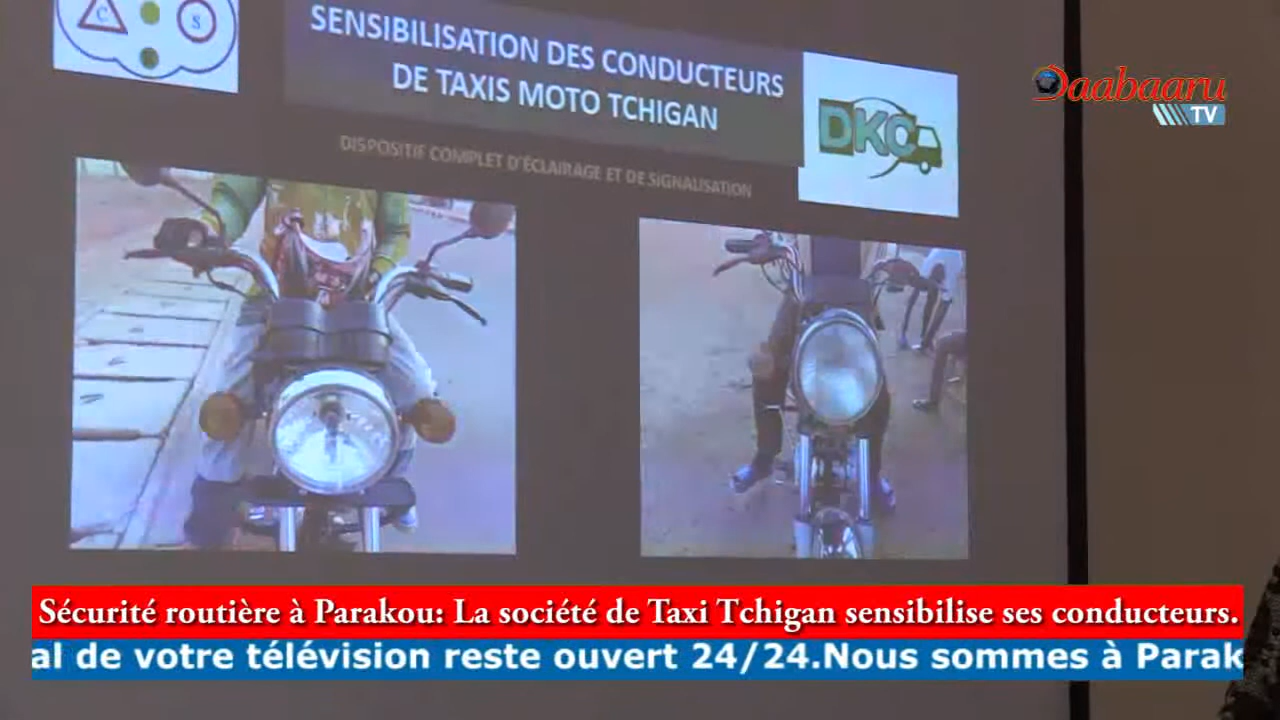 C
S
SENSIBILISATION DES CONDUCTEURS
DE TAXIS MOTO TCHIGAN
DISPOSITIF COMPLET D'ÉCLAIRAGE ET DE SIGNALISATION
DKC
Daabaaru
TV
Sécurité routière à Parakou: La société de Taxi Tchigan sensibilise ses conducteurs.
al de votre télévision reste ouvert 24/24.Nous sommes à Parak